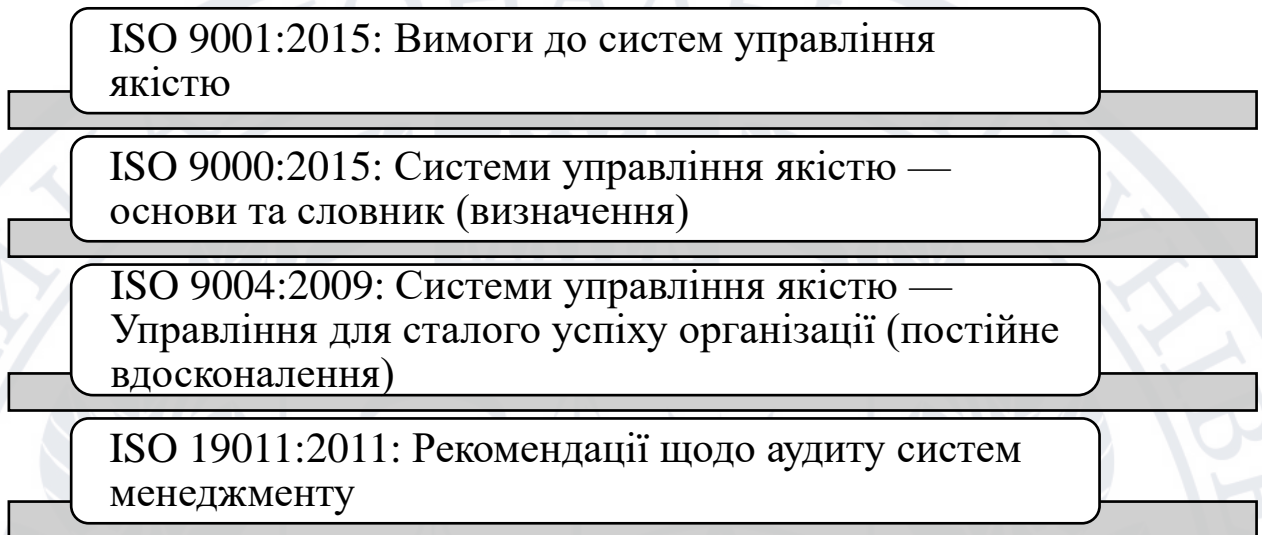 ISO 9001:2015: Вимоги до систем управління
якістю
ISO 9000:2015: Системи управління якістю —
основи та словник (визначення)
ISO 9004:2009: Системи управління якістю —
Управління для сталого успіху організації (постійне
вдосконалення)
ISO 19011:2011: Рекомендації щодо аудиту систем
менеджменту